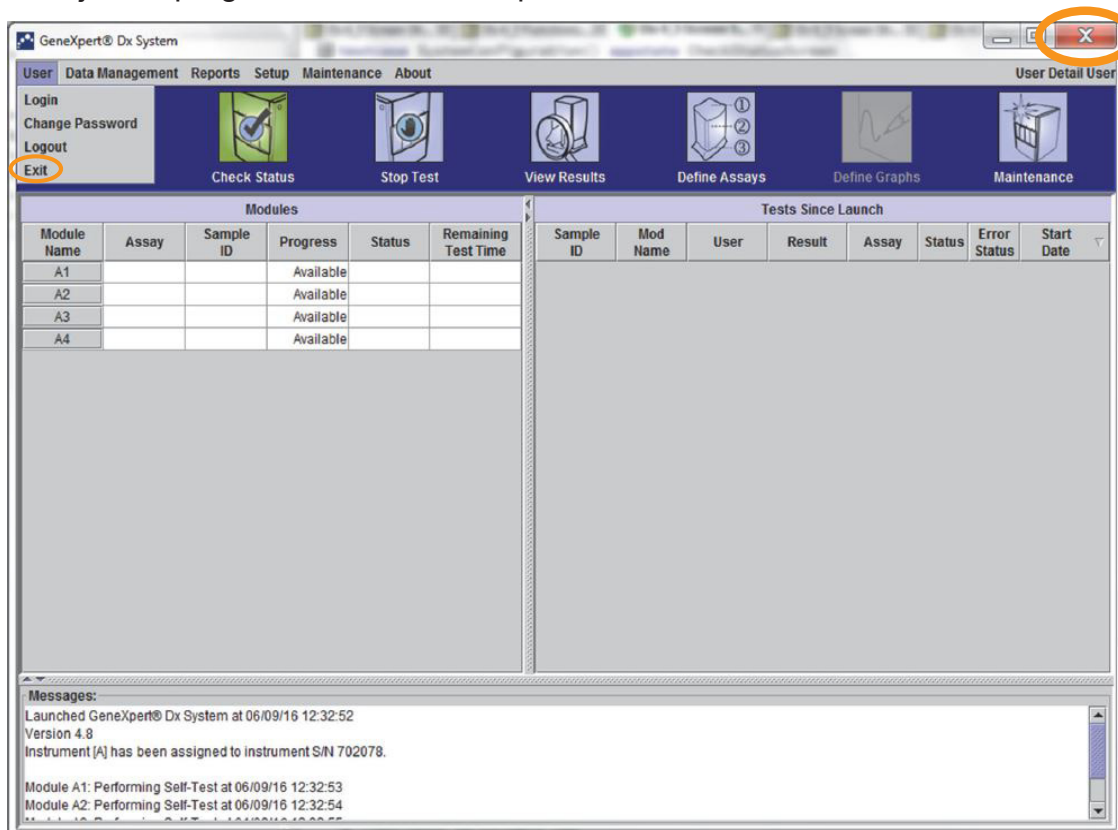 GeneXpert® Dx System
User Data Management Reports Setup Maintenance About User Detail User
Login
Change Password
Logout
Exit
Check Status Stop Test View Results Define Assays Define Graphs Maintenance
① ② ③
Modules
Module Name Assay Sample ID Progress Status Remaining Test Time
A1 Available
A2 Available
A3 Available
A4 Available
Tests Since Launch
Sample ID Mod Name User Result Assay Status Error Status Start Date
Messages:
Launched GeneXpert® Dx System at 06/09/16 12:32:52
Version 4.8
Instrument [A] has been assigned to instrument S/N 702078.
Module A1: Performing Self-Test at 06/09/16 12:32:53
Module A2: Performing Self-Test at 06/09/16 12:32:54